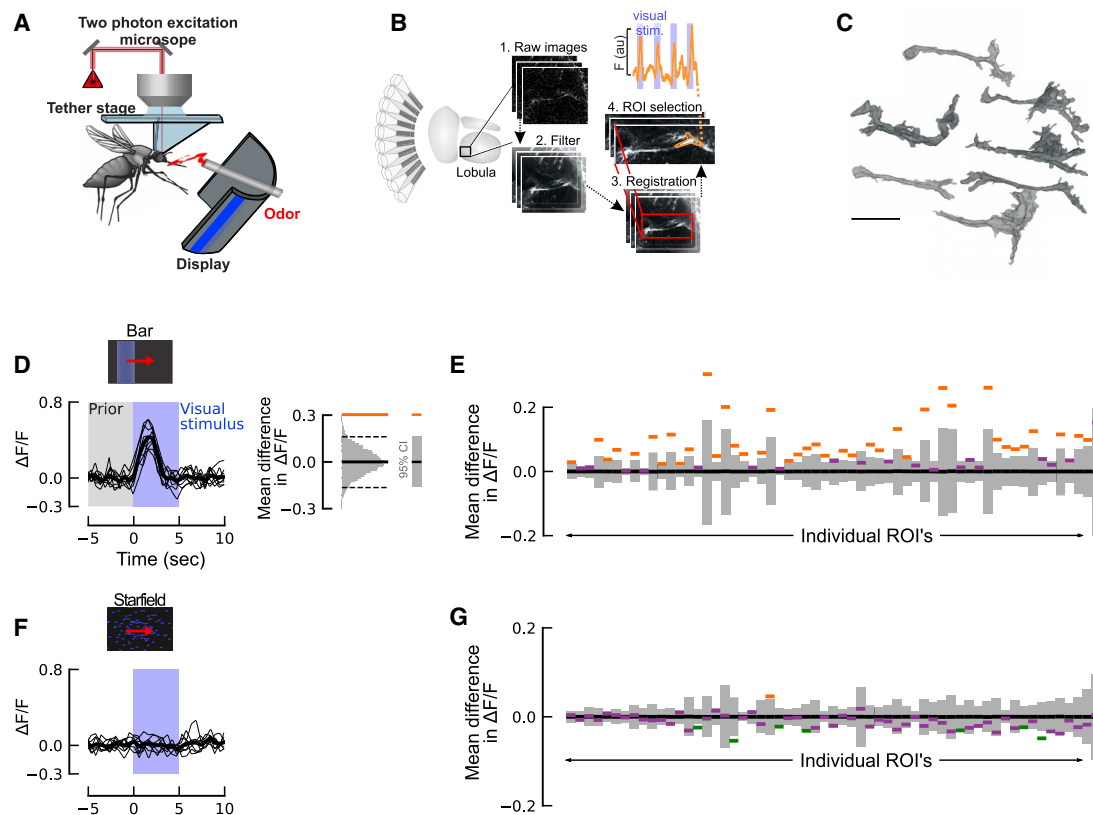 A
Two photon excitation
microsope
Tether stage
Odor
Display
B
visual
stim.
F (au)
1. Raw images
2. Filter
Lobula
4. ROI selection
3. Registration
C
D
Bar
Prior
Visual
stimulus
ΔF/F
0.8
0.0
−0.3
−5 0 5 10
Time (sec)
Mean difference
in ΔF/F
0.3
0.0
−0.3
95% CI
E
Mean difference
in ΔF/F
0.2
0.0
−0.2
Individual ROI's
F
Starfield
ΔF/F
0.8
0.0
−0.3
−5 0 5 10
G
Mean difference
in ΔF/F
0.2
0.0
−0.2
Individual ROI's